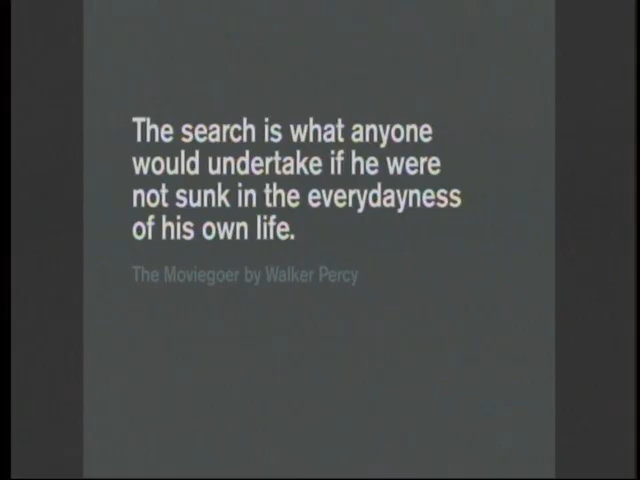 The search is what anyone
would undertake if he were
not sunk in the everydayness
of his own life.
The Moviegoer by Walker Percy